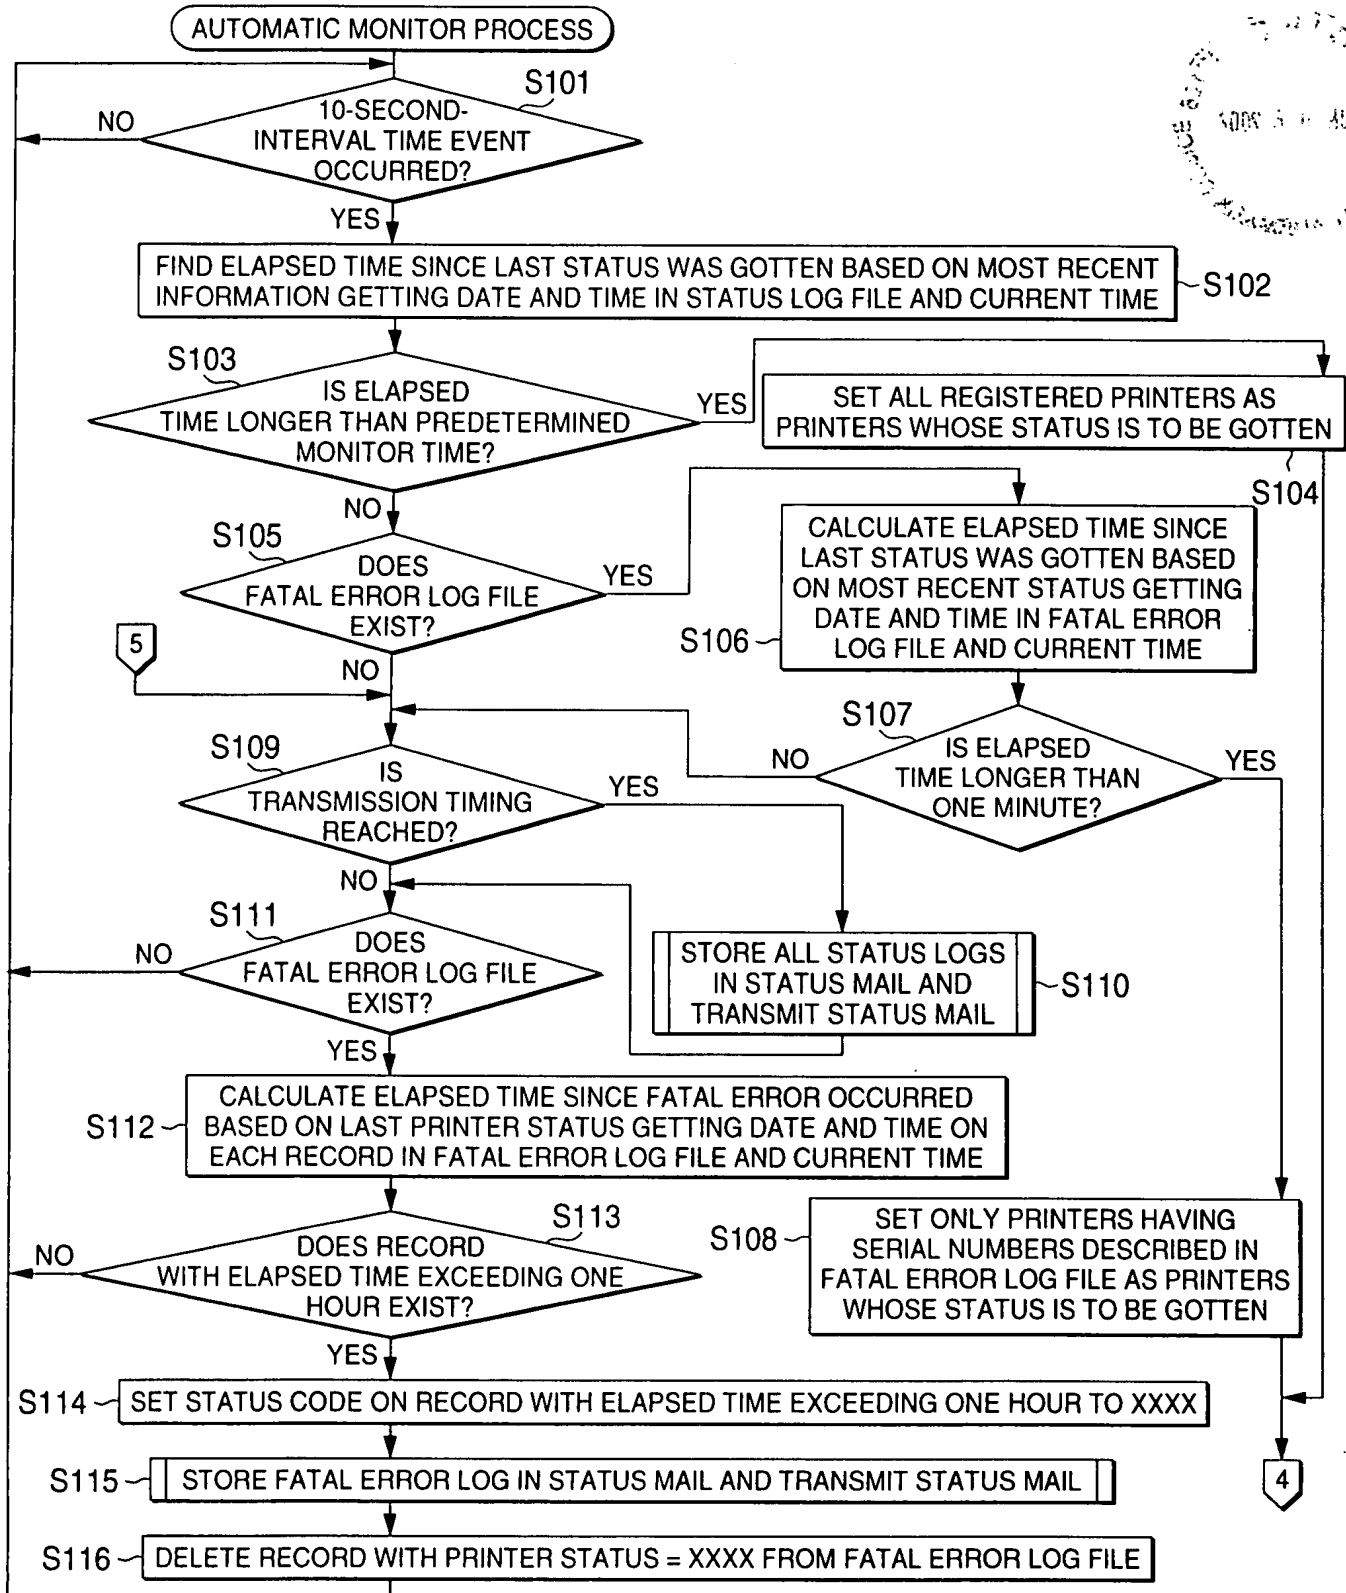 AUTOMATIC MONITOR PROCESS
S101
10-SECOND-
INTERVAL TIME EVENT
OCCURRED?
NO
YES
FIND ELAPSED TIME SINCE LAST STATUS WAS GOTTEN BASED ON MOST RECENT
INFORMATION GETTING DATE AND TIME IN STATUS LOG FILE AND CURRENT TIME
S102
S103
IS ELAPSED
TIME LONGER THAN PREDETERMINED
MONITOR TIME?
YES
NO
SET ALL REGISTERED PRINTERS AS
PRINTERS WHOSE STATUS IS TO BE GOTTEN
S104
S105
DOES
FATAL ERROR LOG FILE
EXIST?
YES
NO
5
CALCULATE ELAPSED TIME SINCE
LAST STATUS WAS GOTTEN BASED
ON MOST RECENT STATUS GETTING
DATE AND TIME IN FATAL ERROR
LOG FILE AND CURRENT TIME
S106
S107
IS ELAPSED
TIME LONGER THAN
ONE MINUTE?
NO
YES
S109
IS
TRANSMISSION TIMING
REACHED?
YES
NO
STORE ALL STATUS LOGS
IN STATUS MAIL AND
TRANSMIT STATUS MAIL
S110
S111
DOES
FATAL ERROR LOG FILE
EXIST?
NO
YES
CALCULATE ELAPSED TIME SINCE FATAL ERROR OCCURRED
BASED ON LAST PRINTER STATUS GETTING DATE AND TIME ON
EACH RECORD IN FATAL ERROR LOG FILE AND CURRENT TIME
S112
S113
DOES RECORD
WITH ELAPSED TIME EXCEEDING ONE
HOUR EXIST?
NO
YES
S108
SET ONLY PRINTERS HAVING
SERIAL NUMBERS DESCRIBED IN
FATAL ERROR LOG FILE AS PRINTERS
WHOSE STATUS IS TO BE GOTTEN
S114
SET STATUS CODE ON RECORD WITH ELAPSED TIME EXCEEDING ONE HOUR TO XXXX
S115
STORE FATAL ERROR LOG IN STATUS MAIL AND TRANSMIT STATUS MAIL
4
S116
DELETE RECORD WITH PRINTER STATUS = XXXX FROM FATAL ERROR LOG FILE